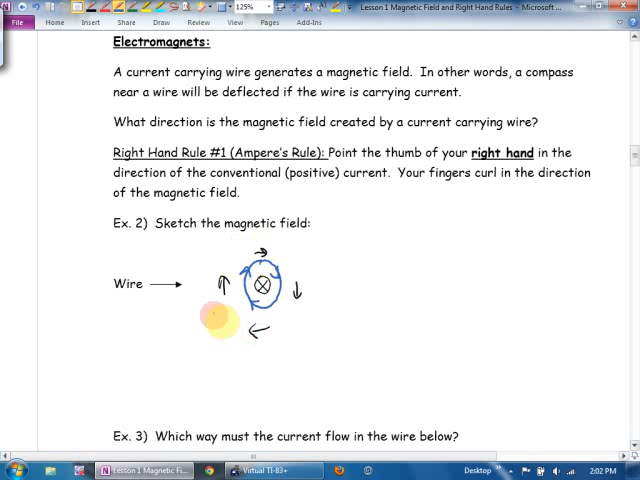 Lesson 1 Magnetic Field and Right Hand Rules -
125%
File
Home
Insert
Page Layout
References
Mailings
Review
View
PDF
Add-Ins
Electromagnets:
A current carrying wire generates a magnetic field. In other words, a compass
near a wire will be deflected if the wire is carrying current.
What direction is the magnetic field created by a current carrying wire?
Right Hand Rule #1 (Ampere's Rule): Point the thumb of your right hand in the
direction of the conventional (positive) current. Your fingers curl in the direction
of the magnetic field.
Ex. 2) Sketch the magnetic field:
Wire
Ex. 3) Which way must the current flow in the wire below?
Lesson 1 Magnetic Fi...
Virtual TI-83+
Desktop
2:02 PM